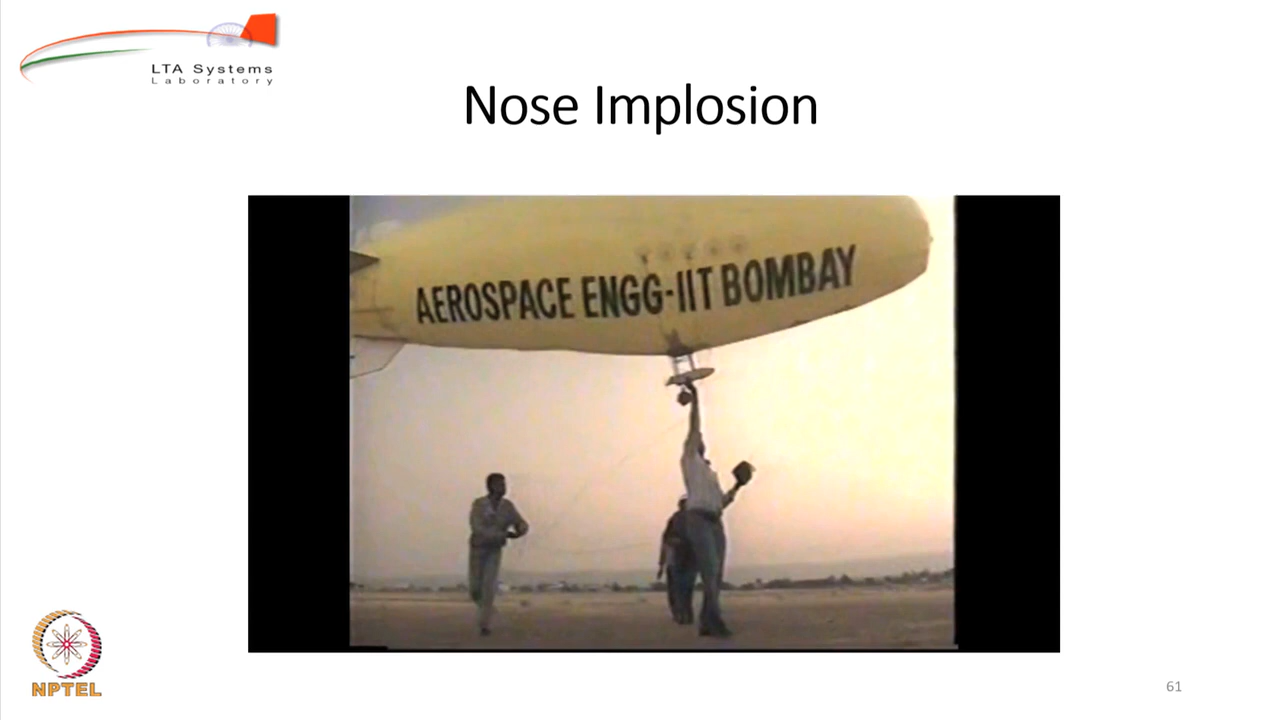 LTA Systems
Laboratory
Nose Implosion
AEROSPACE ENGG-IIT BOMBAY
NPTEL
61